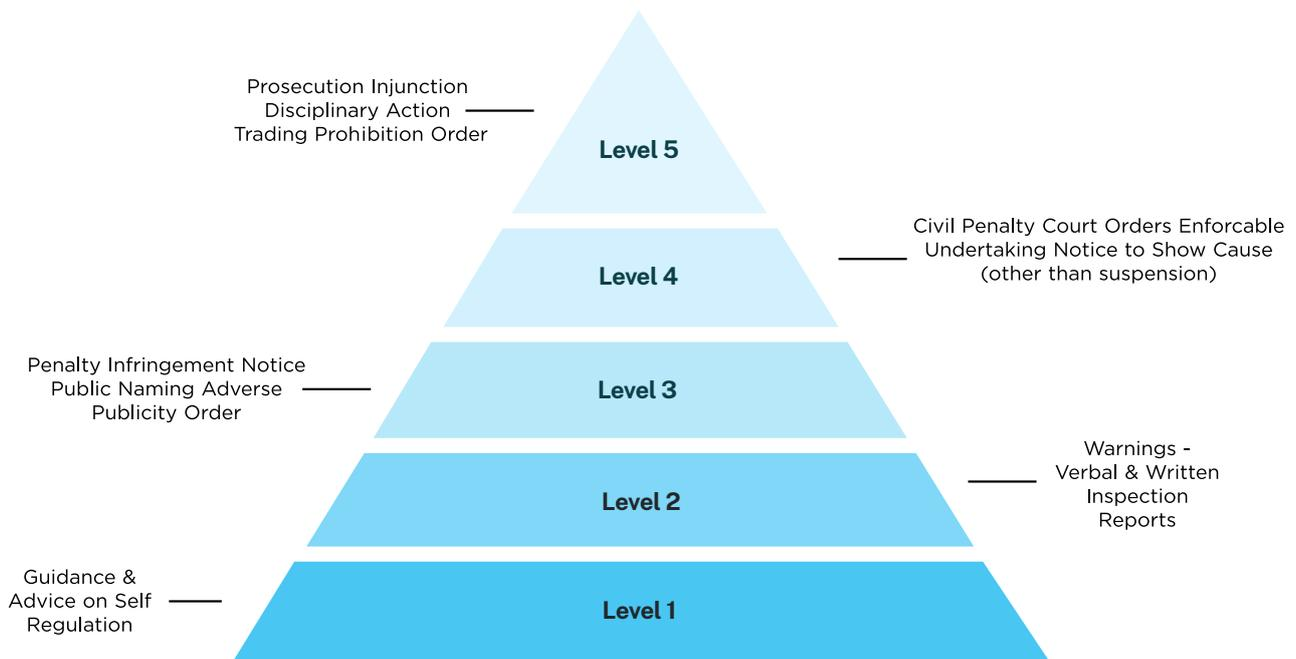 Prosecution Injunction
Disciplinary Action
Trading Prohibition Order
Level 5
Civil Penalty Court Orders Enforcable
Undertaking Notice to Show Cause
(other than suspension)
Level 4
Penalty Infringement Notice
Public Naming Adverse
Publicity Order
Level 3
Warnings -
Verbal & Written
Inspection
Reports
Level 2
Guidance &
Advice on Self
Regulation
Level 1